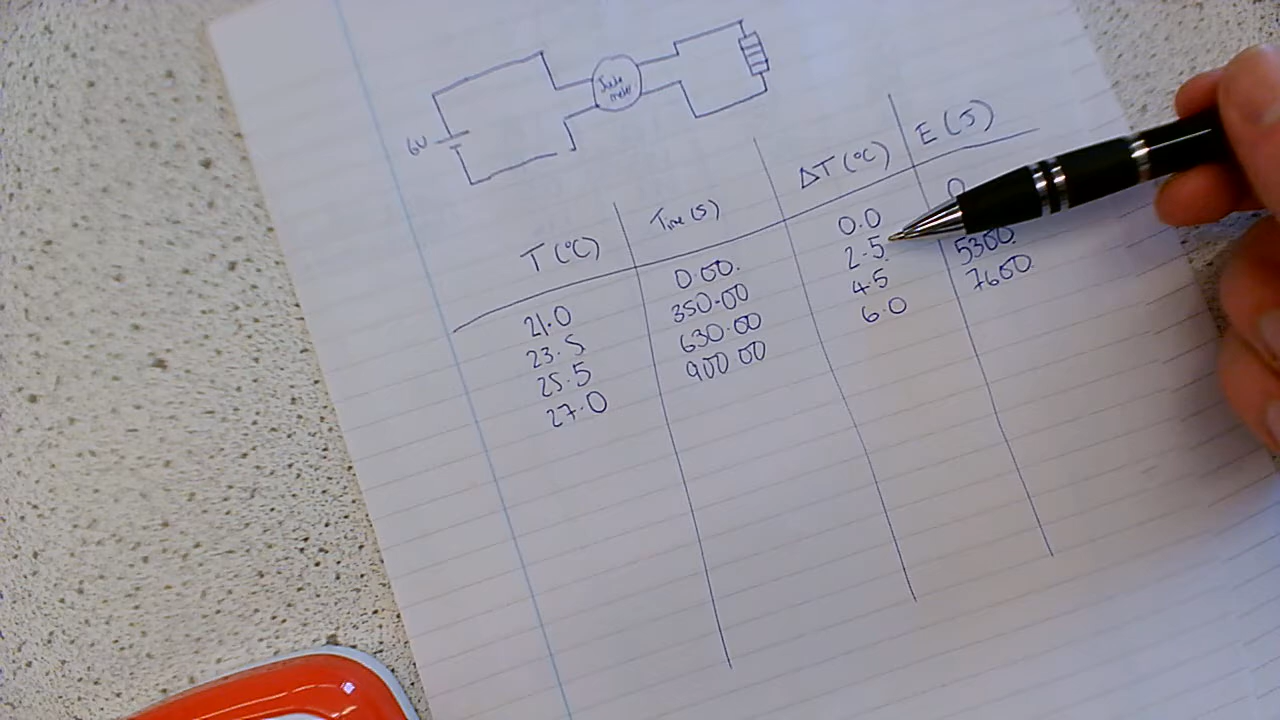 Joule
meter
6V
T (°C) Time (s) ΔT (°C) E (J)
21.0 0.00. 0.0 0
23.5 350.00 2.5
25.5 630.00 4.5 5300
27.0 900.00 6.0 7600